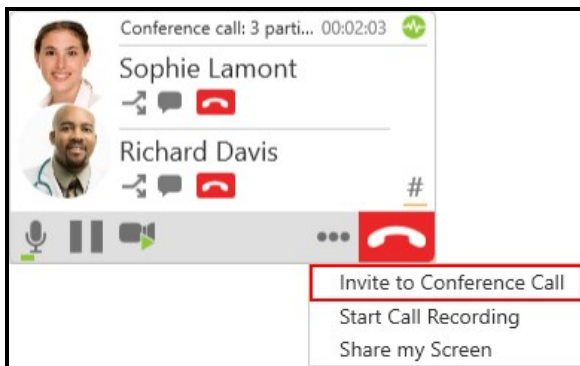 Conference call: 3 parti... 00:02:03
Sophie Lamont
Richard Davis
#
Invite to Conference Call
Start Call Recording
Share my Screen